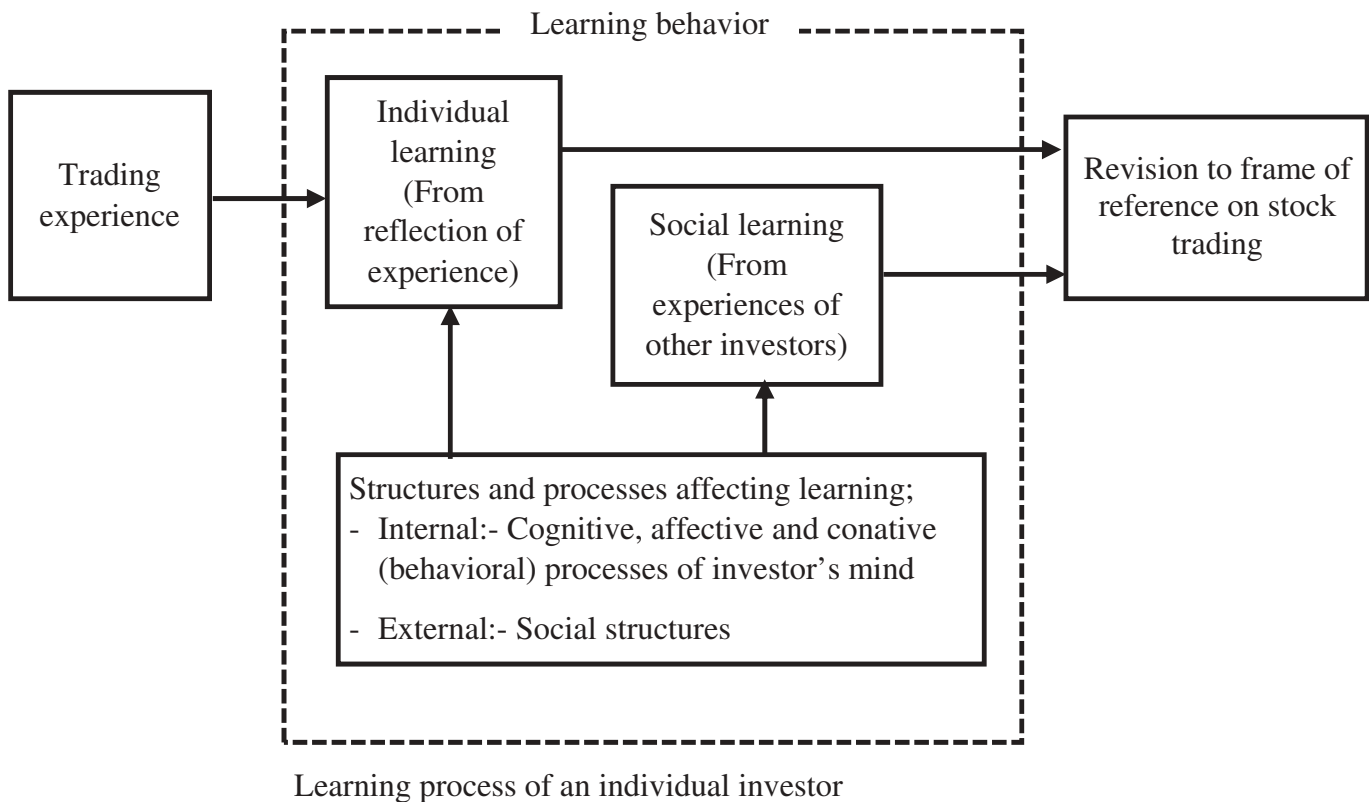 Learning behavior
Trading
experience
Individual
learning
(From
reflection of
experience)
Social learning
(From
experiences of
other investors)
Revision to frame of
reference on stock
trading
Structures and processes affecting learning;
- Internal:- Cognitive, affective and conative
(behavioral) processes of investor’s mind
- External:- Social structures
Learning process of an individual investor